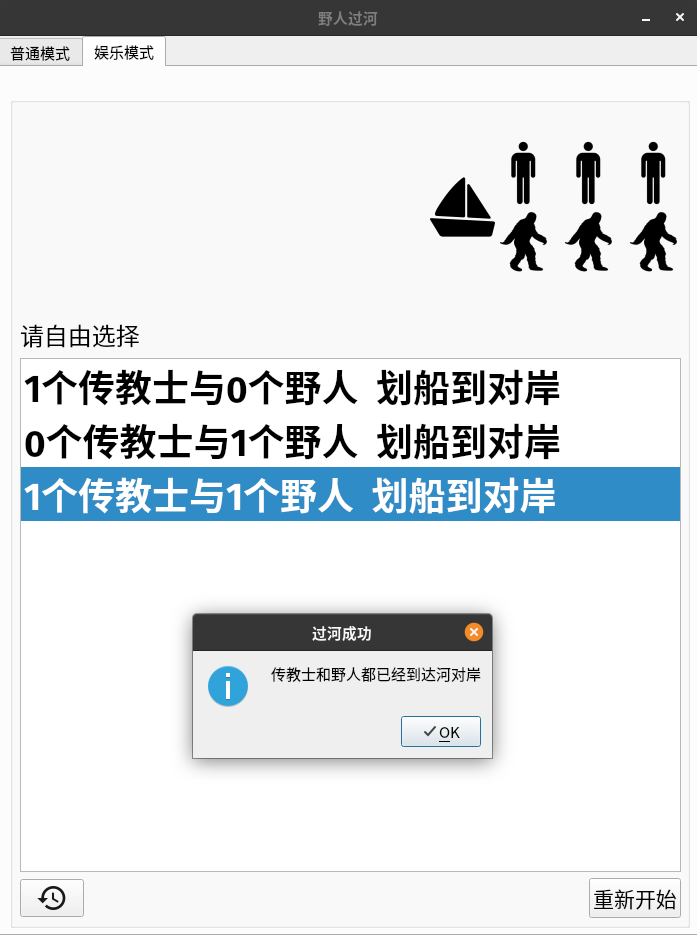 野人过河
普通模式
娱乐模式
请自由选择
1个传教士与0个野人 划船到对岸
0个传教士与1个野人 划船到对岸
1个传教士与1个野人 划船到对岸
过河成功
传教士和野人都已经到达河对岸
OK
重新开始